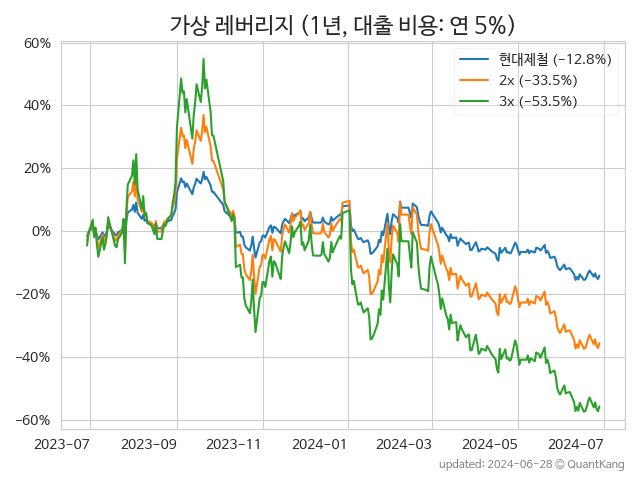 가상 레버리지 (1년, 대출 비용: 연 5%)
현대제철 (−12.8%)
2x (−33.5%)
3x (−53.5%)
60%
40%
20%
0%
−20%
−40%
−60%
2023-07 2023-09 2023-11 2024-01 2024-03 2024-05 2024-07
updated: 2024-06-28 © QuantKang